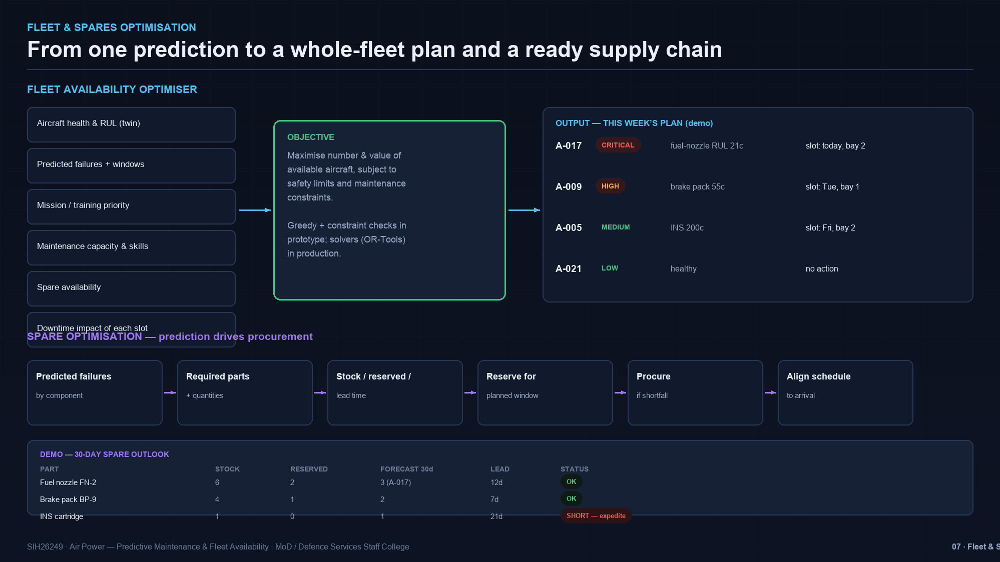 FLEET & SPARES OPTIMISATION
From one prediction to a whole-fleet plan and a ready supply chain
FLEET AVAILABILITY OPTIMISER
Aircraft health & RUL (twin)
Predicted failures + windows
Mission / training priority
Maintenance capacity & skills
Spare availability
Downtime impact of each slot
OBJECTIVE
Maximise number & value of
available aircraft, subject to
safety limits and maintenance
constraints.
Greedy + constraint checks in
prototype; solvers (OR-Tools)
in production.
OUTPUT — THIS WEEK’S PLAN (demo)
A-017 CRITICAL fuel-nozzle RUL 21c slot: today, bay 2
A-009 HIGH brake pack 55c slot: Tue, bay 1
A-005 MEDIUM INS 200c slot: Fri, bay 2
A-021 LOW healthy no action
SPARE OPTIMISATION — prediction drives procurement
Predicted failures
by component
Required parts
+ quantities
Stock / reserved /
lead time
Reserve for
planned window
Procure
if shortfall
Align schedule
to arrival
DEMO — 30-DAY SPARE OUTLOOK
PART STOCK RESERVED FORECAST 30d LEAD STATUS
Fuel nozzle FN-2 6 2 3 (A-017) 12d OK
Brake pack BP-9 4 1 2 7d OK
INS cartridge 1 0 1 21d SHORT — expedite
SIH26249 · Air Power — Predictive Maintenance & Fleet Availability · MoD / Defence Services Staff College
07 · Fleet & S